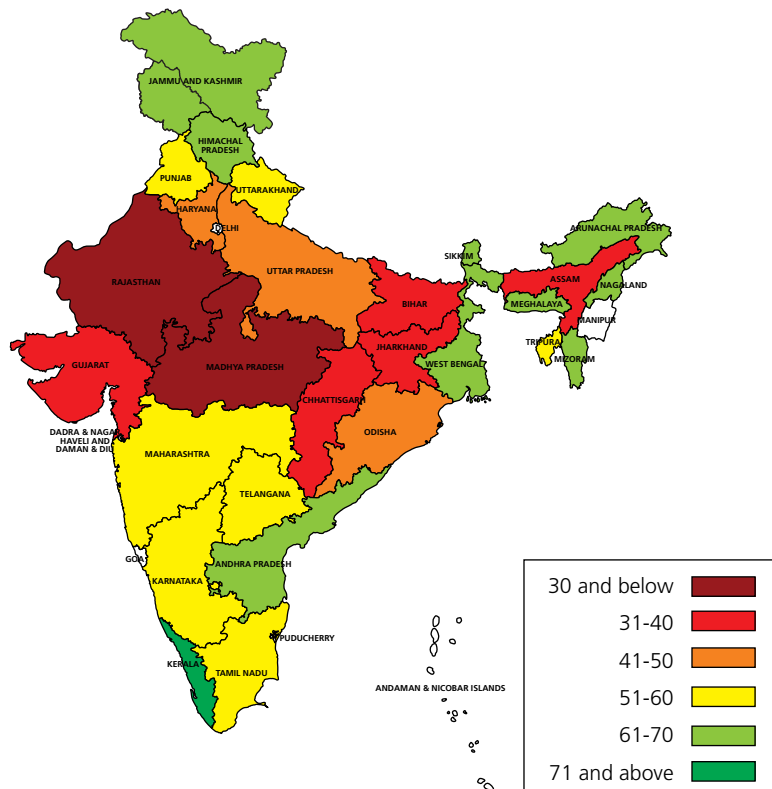 JAMMU AND KASHMIR
HIMACHAL
PRADESH
PUNJAB
UTTARAKHAND
HARYANA
DELHI
ARUNACHAL PRADESH
SIKKIM
UTTAR PRADESH
RAJASTHAN
ASSAM
NAGALAND
BIHAR
MEGHALAYA
MANIPUR
JHARKHAND
TRIPURA
MIZORAM
GUJARAT
MADHYA PRADESH
WEST BENGAL
CHHATTISGARH
DADRA & NAGAR
HAVELI AND
DAMAN & DIU
ODISHA
MAHARASHTRA
TELANGANA
GOA
ANDHRA PRADESH
KARNATAKA
PUDUCHERRY
KERALA
TAMIL NADU
ANDAMAN & NICOBAR ISLANDS
30 and below
31-40
41-50
51-60
61-70
71 and above